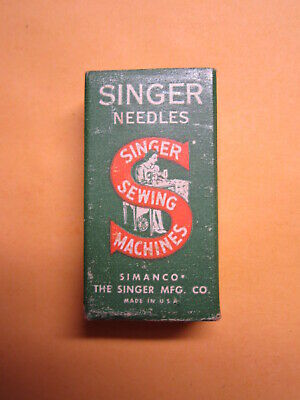 SINGER
NEEDLES
SINGER
SEWING
MACHINES
SIMANCO*
THE SINGER MFG. CO.
MADE IN U.S.A.